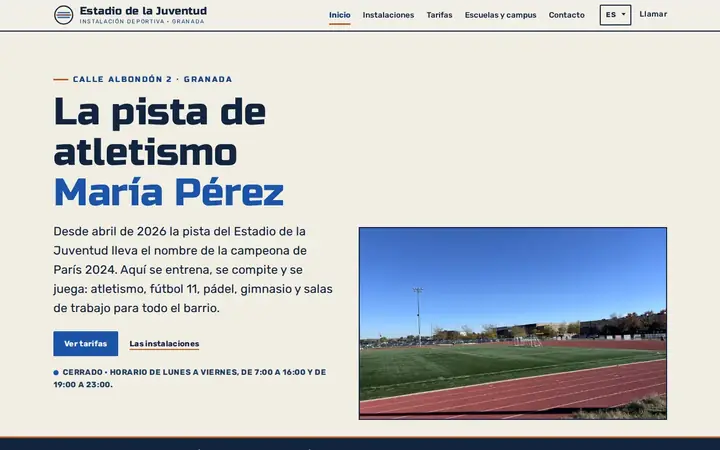 Estadio de la Juventud
INSTALACIÓN DEPORTIVA · GRANADA
Inicio
Instalaciones
Tarifas
Escuelas y campus
Contacto
ES
Llamar
CALLE ALBONDÓN 2 · GRANADA
La pista de
atletismo
María Pérez
Desde abril de 2026 la pista del Estadio de la
Juventud lleva el nombre de la campeona de
París 2024. Aquí se entrena, se compite y se
juega: atletismo, fútbol 11, pádel, gimnasio y salas
de trabajo para todo el barrio.
Ver tarifas
Las instalaciones
CERRADO · HORARIO DE LUNES A VIERNES, DE 7:00 A 16:00 Y DE
19:00 A 23:00.